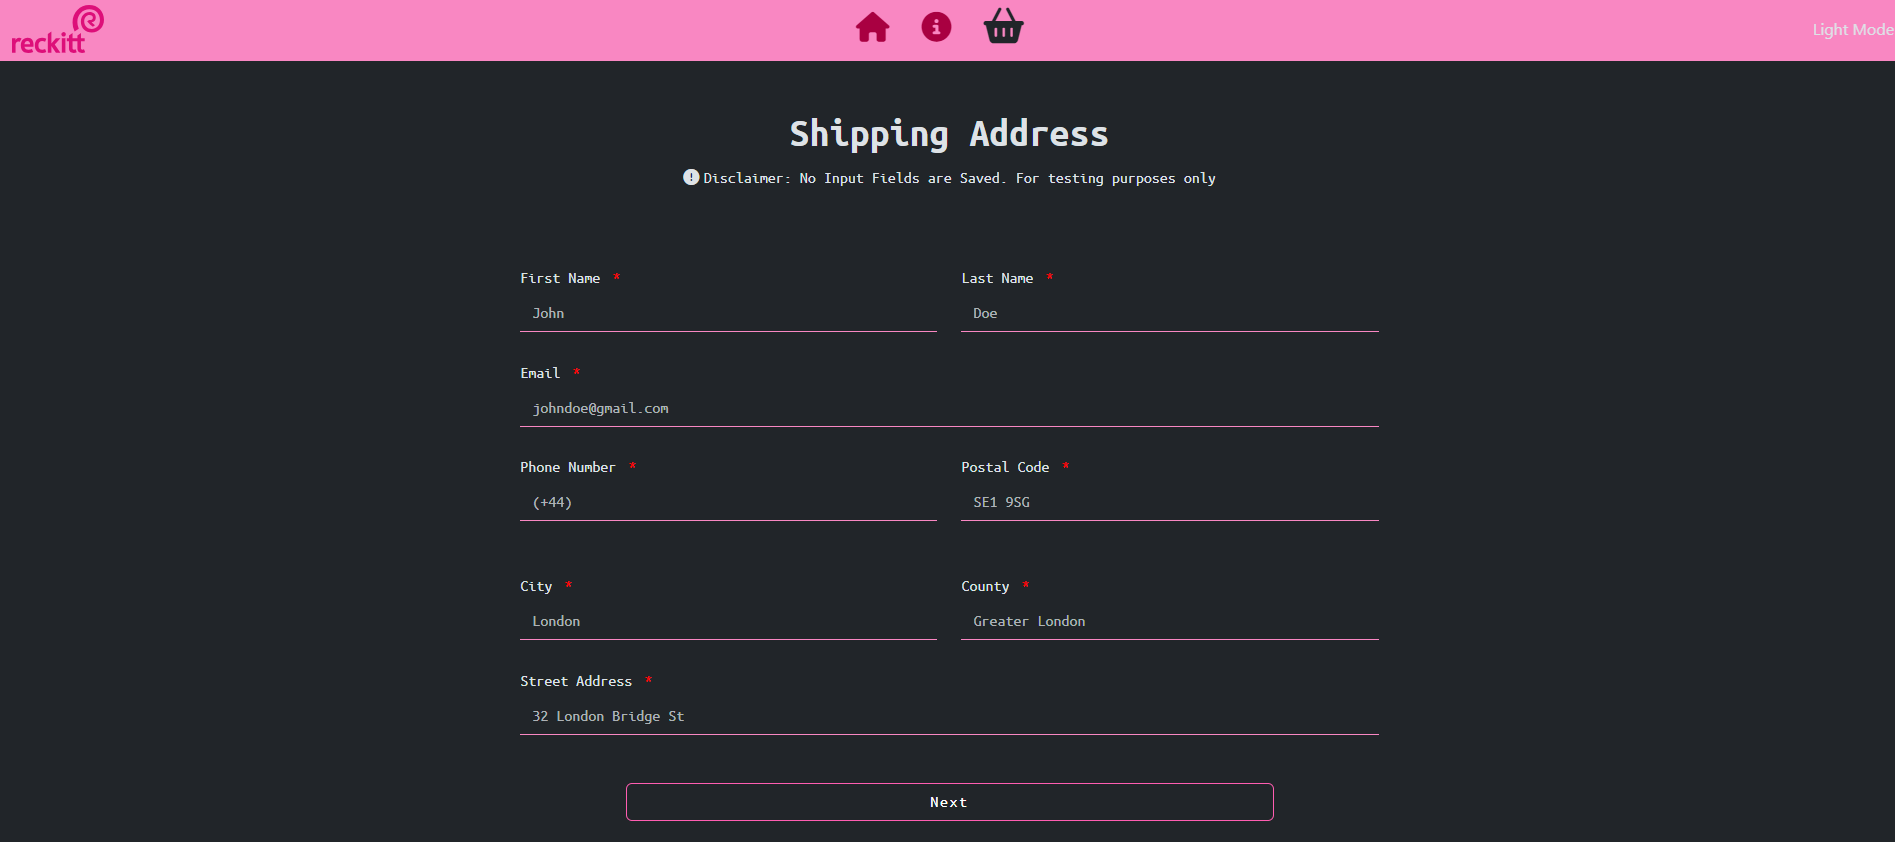 reckitt
Light Mode
Shipping Address
Disclaimer: No Input Fields are Saved. For testing purposes only
First Name *
Last Name *
John
Doe
Email *
johndoe@gmail.com
Phone Number *
Postal Code *
(+44)
SE1 9SG
City *
County *
London
Greater London
Street Address *
32 London Bridge St
Next